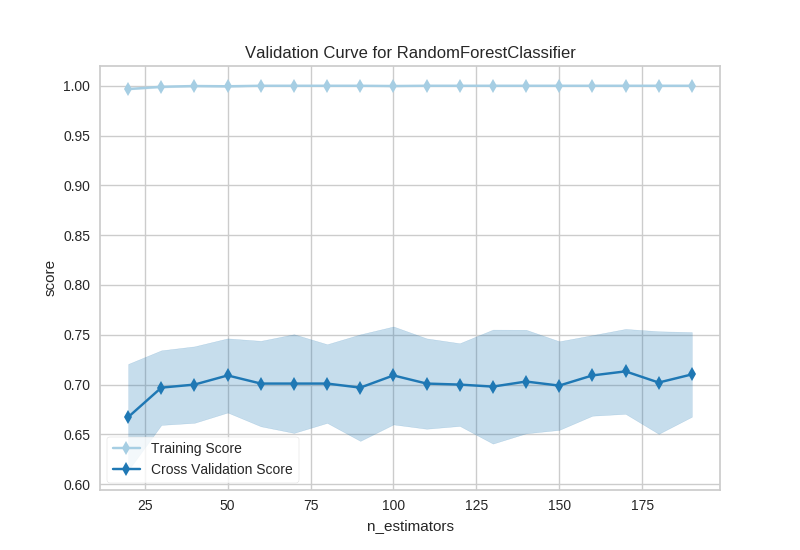 Validation Curve for RandomForestClassifier
1.00
0.95
0.90
0.85
0.80
0.75
0.70
0.65
0.60
score
Training Score
Cross Validation Score
25 50 75 100 125 150 175
n_estimators